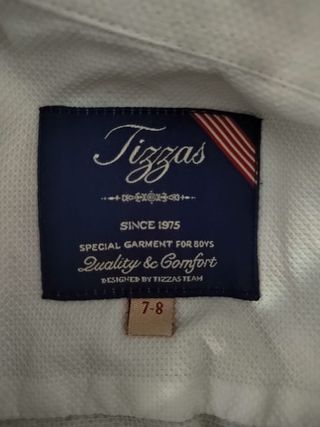 Tizzas
SINCE 1975
SPECIAL GARMENT FOR BOYS
Quality & Comfort
DESIGNED BY TIZZAS TEAM
7-8